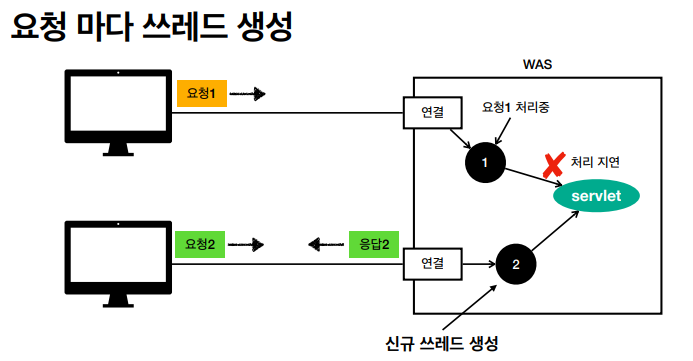 요청 마다 쓰레드 생성
WAS
요청1
연결
요청1 처리중
1
처리 지연
servlet
요청2
응답2
연결
2
신규 쓰레드 생성